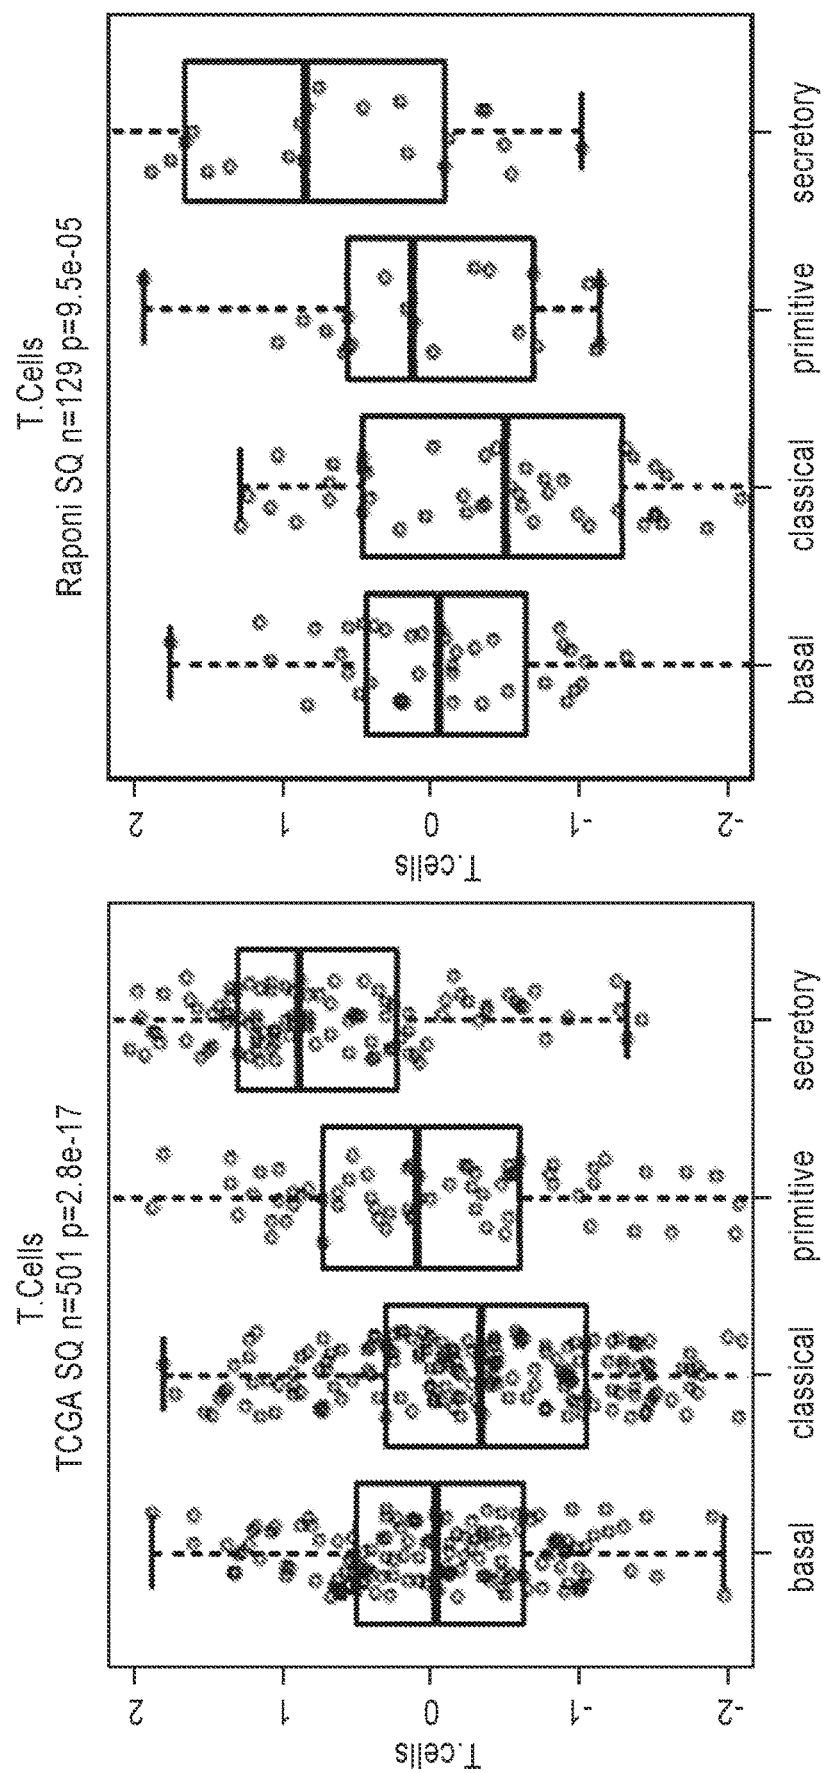 T.Cells
TCGA SQ n=501 p=2.8e-17
T.cells
2
1
0
-1
-2
basal
classical
primitive
secretory
T.Cells
Raponi SQ n=129 p=9.5e-05
T.cells
2
1
0
-1
-2
basal
classical
primitive
secretory